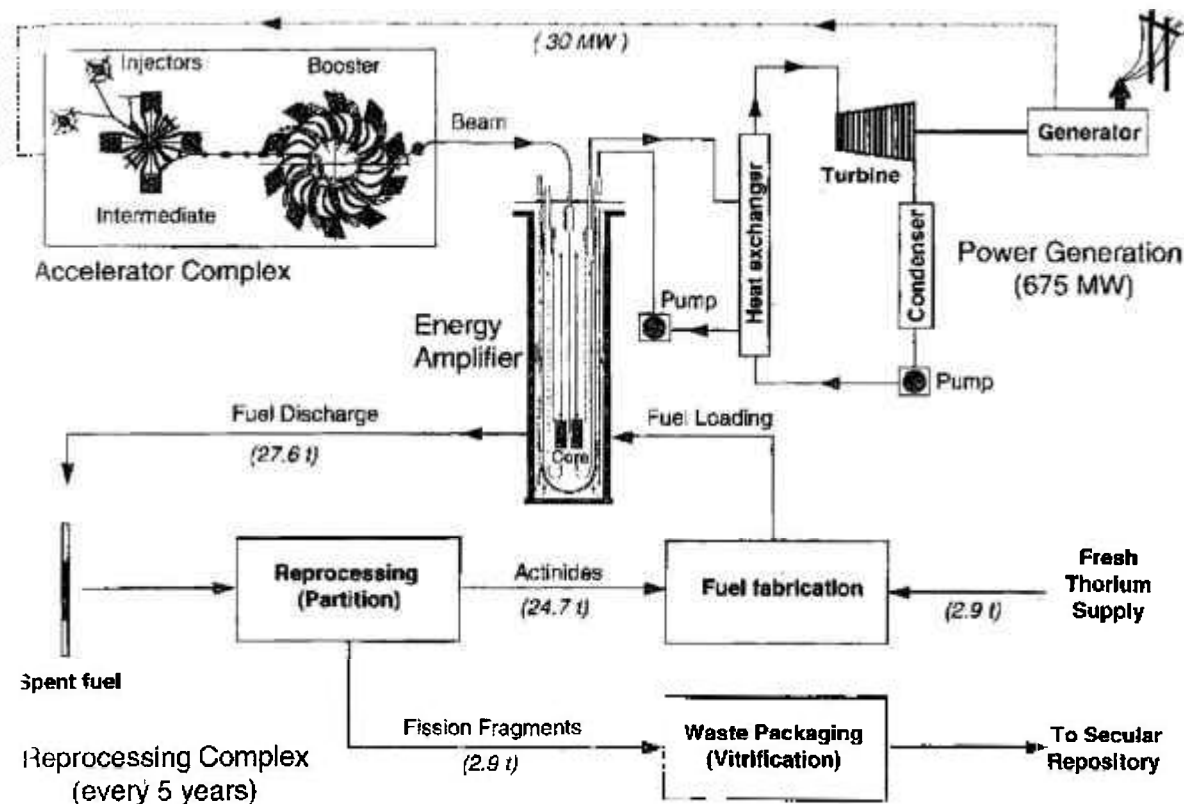 ( 30 MW )
Injectors
Booster
Beam
Intermediate
Accelerator Complex
Heat exchanger
Turbine
Generator
Condenser
Power Generation
(675 MW)
Pump
Pump
Energy
Amplifier
Core
Fuel Discharge
(27.6 t)
Fuel Loading
Reprocessing
(Partition)
Actinides
(24.7 t)
Fuel fabrication
(2.9 t)
Fresh
Thorium
Supply
Spent fuel
Fission Fragments
(2.9 t)
Waste Packaging
(Vitrification)
To Secular
Repository
Reprocessing Complex
(every 5 years)